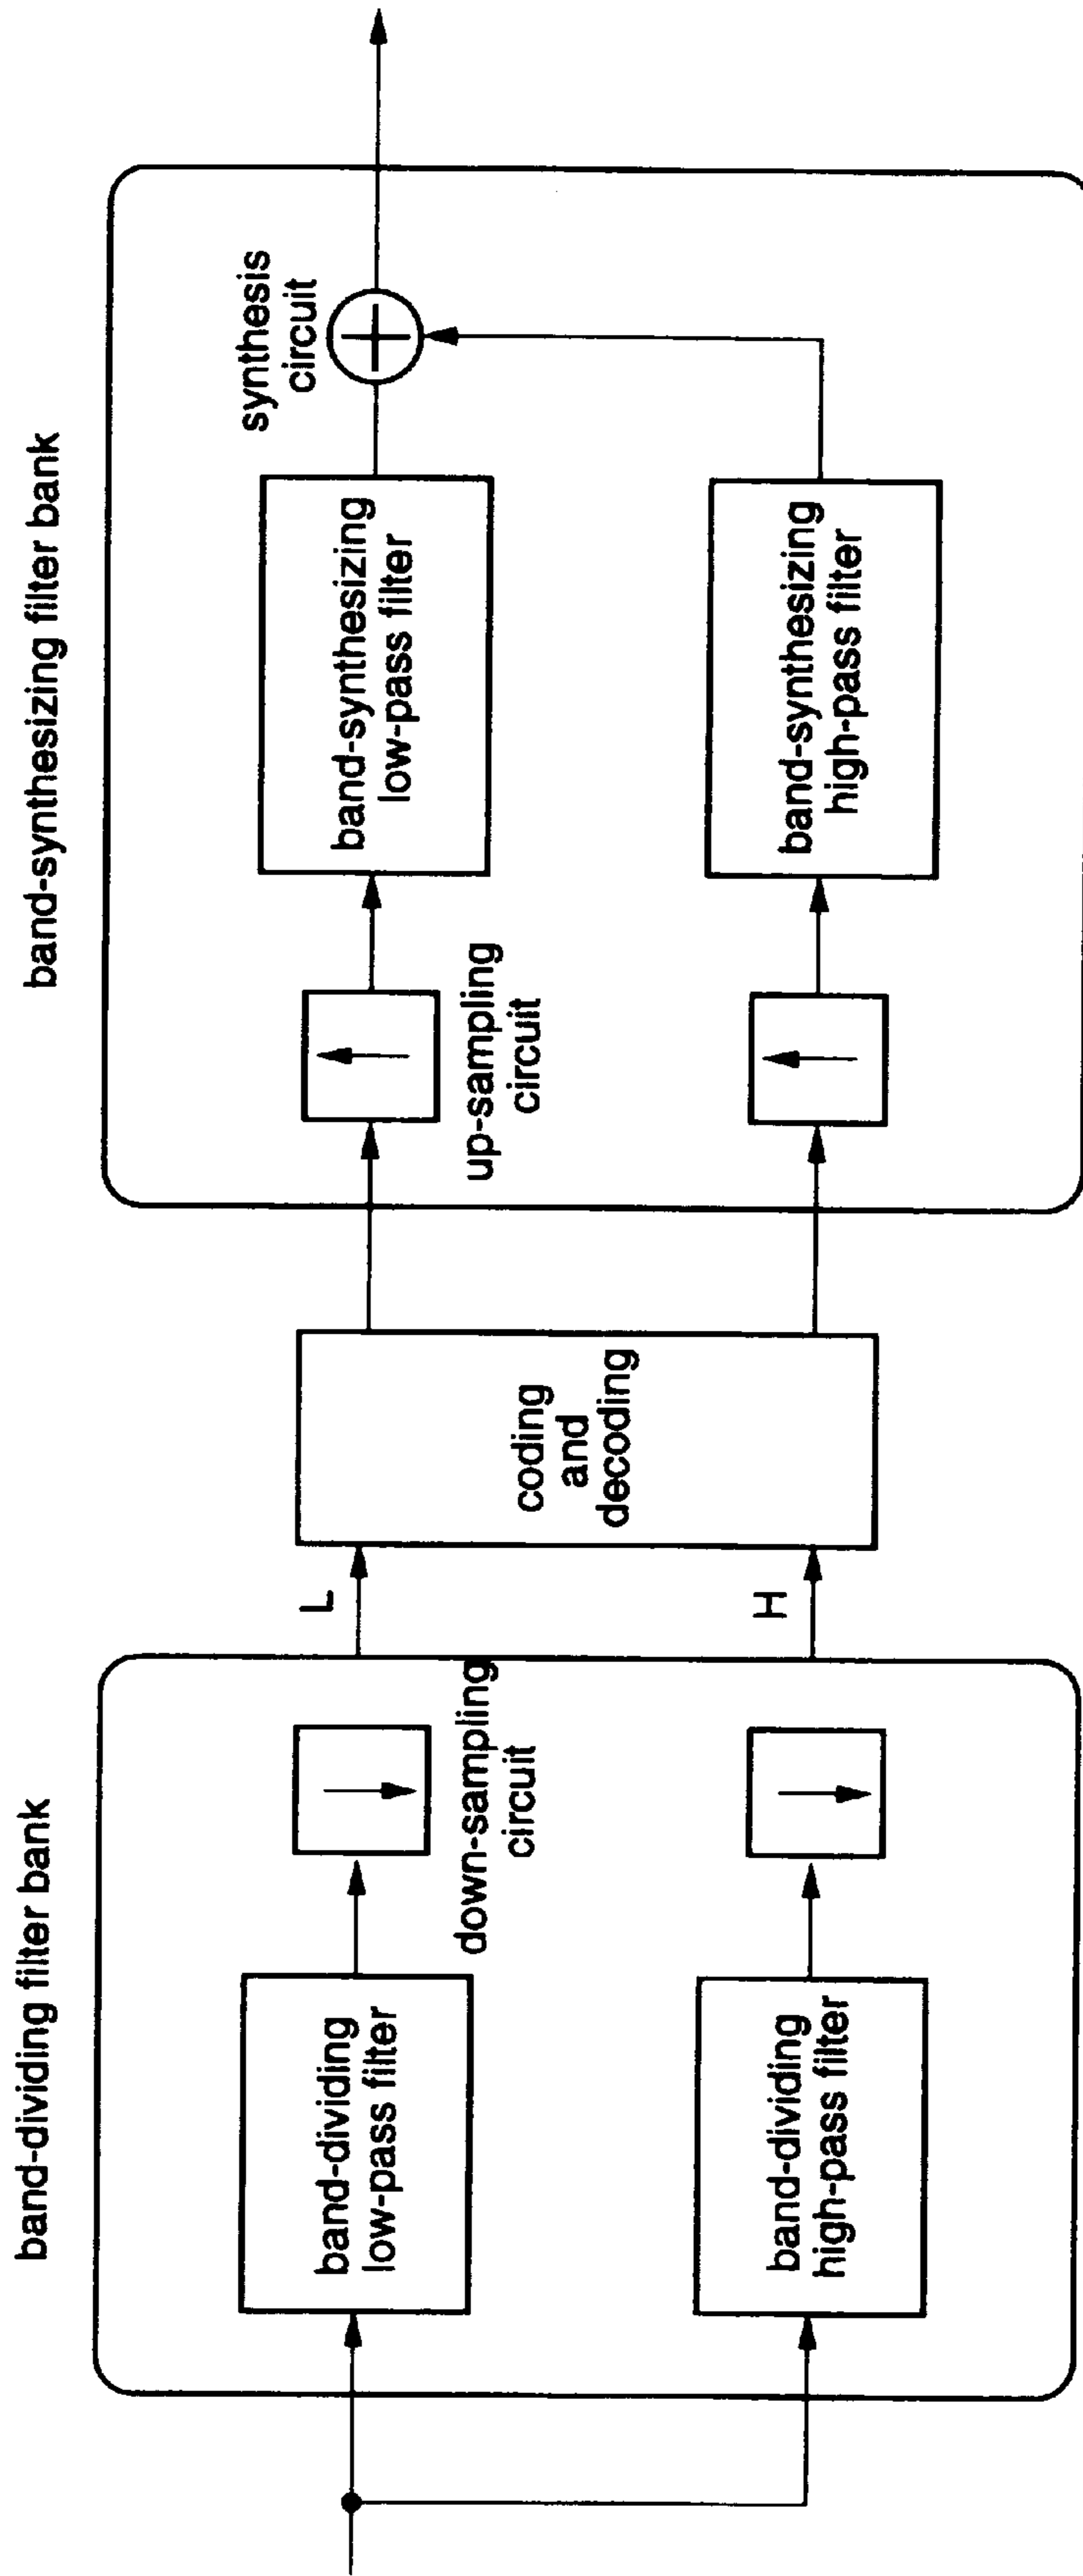 band-dividing filter bank
band-dividing
low-pass filter
down-sampling
circuit
band-dividing
high-pass filter
L
H
coding
and
decoding
band-synthesizing filter bank
up-sampling
circuit
band-synthesizing
low-pass filter
synthesis
circuit
band-synthesizing
high-pass filter